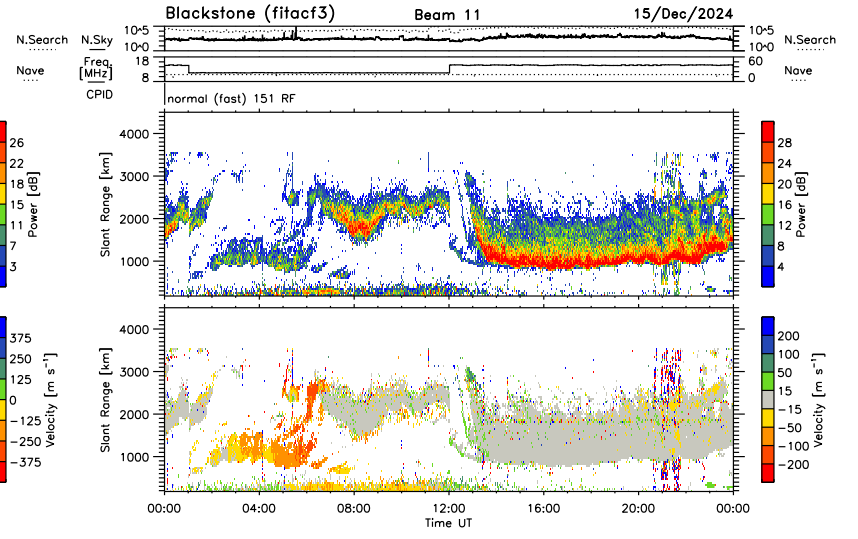 Blackstone (fitacf3) Beam 11 15/Dec/2024
N.Search N.Sky 10^5 10^0 10^5 10^0 N.Search
Nave Freq. [MHz] 18 8 60 0 Nave
CPID normal (fast) 151 RF
Slant Range [km] 4000 3000 2000 1000
Power [dB] 26 22 18 15 11 7 3
Power [dB] 28 24 20 16 12 8 4
Slant Range [km] 4000 3000 2000 1000
Velocity [m s⁻¹] 375 250 125 0 −125 −250 −375
Velocity [m s⁻¹] 200 100 50 15 −15 −50 −100 −200
00:00 04:00 08:00 12:00 16:00 20:00 00:00
Time UT